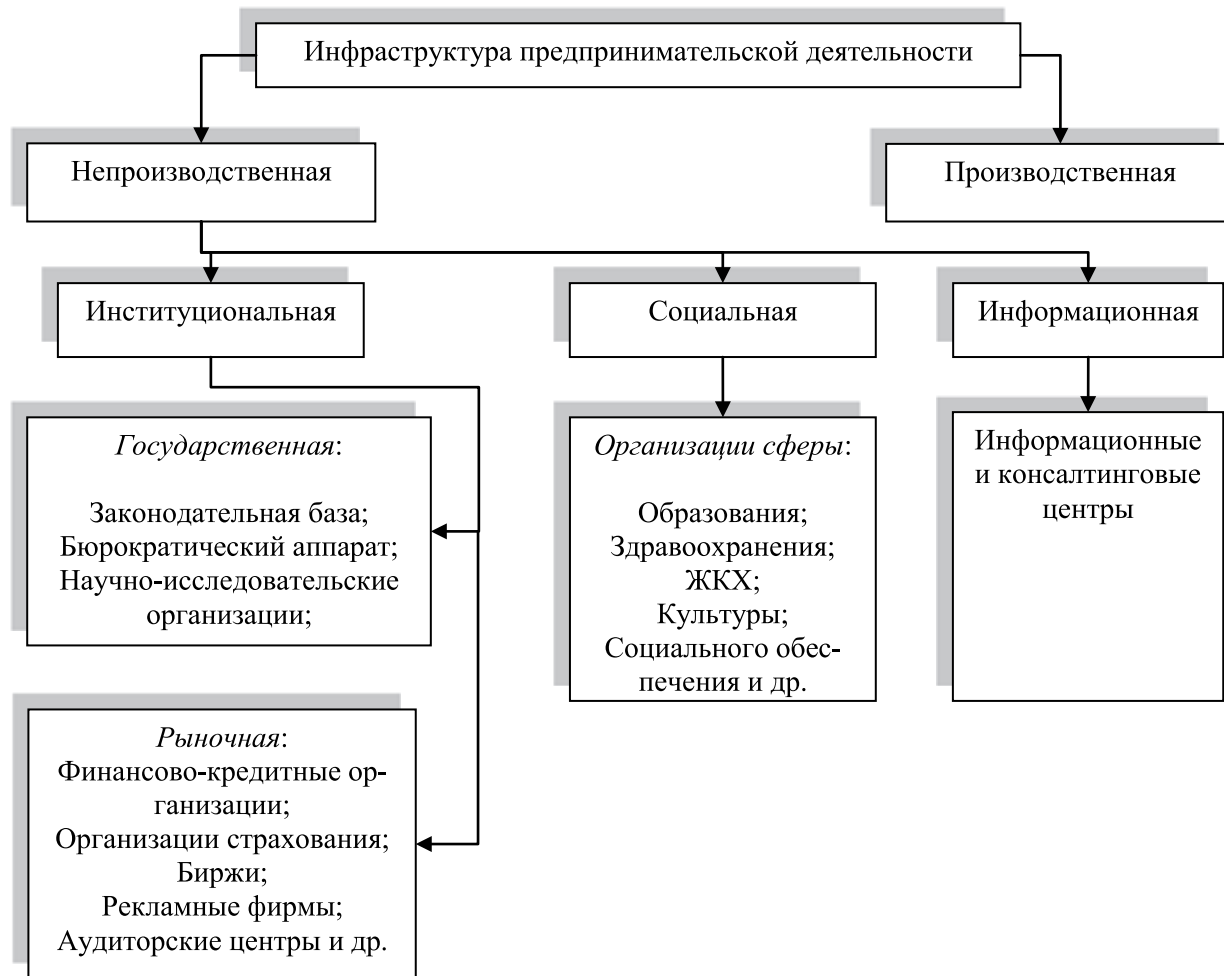 Инфраструктура предпринимательской деятельности
Непроизводственная
Производственная
Институциональная
Социальная
Информационная
Государственная:
Законодательная база;
Бюрократический аппарат;
Научно-исследовательские
организации;
Организации сферы:
Образования;
Здравоохранения;
ЖКХ;
Культуры;
Социального обес-
печения и др.
Информационные
и консалтинговые
центры
Рыночная:
Финансово-кредитные ор-
ганизации;
Организации страхования;
Биржи;
Рекламные фирмы;
Аудиторские центры и др.